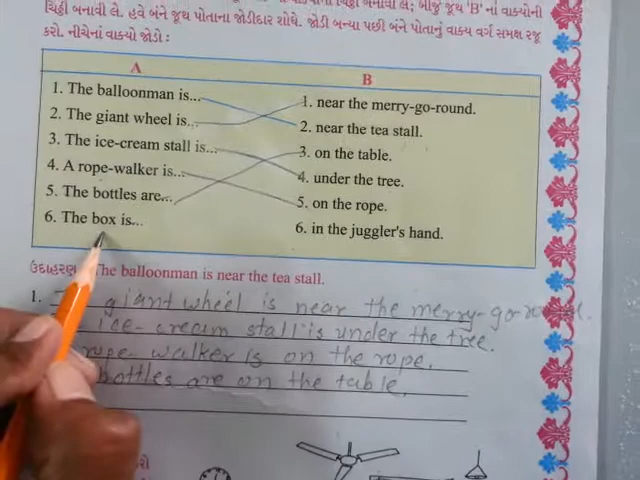 ચિઠ્ઠી બનાવી લે. હવે બંને જૂથ પોતાના જોડીદાર શોધે. જોડી બન્યા પછી બંને પોતાનું વાક્ય વર્ગ સમક્ષ રજૂ
કરો. નીચેનાં વાક્યો જોડો :
A
B
1. The balloonman is...
1. near the merry-go-round.
2. The giant wheel is...
2. near the tea stall.
3. The ice-cream stall is...
3. on the table.
4. A rope-walker is...
4. under the tree.
5. The bottles are...
5. on the rope.
6. The box is...
6. in the juggler's hand.
ઉદાહરણ The balloonman is near the tea stall.
1. giant wheel is near the merry-go round.
ice-cream stall is under the tree.
rope-walker is on the rope.
bottles are on the table.